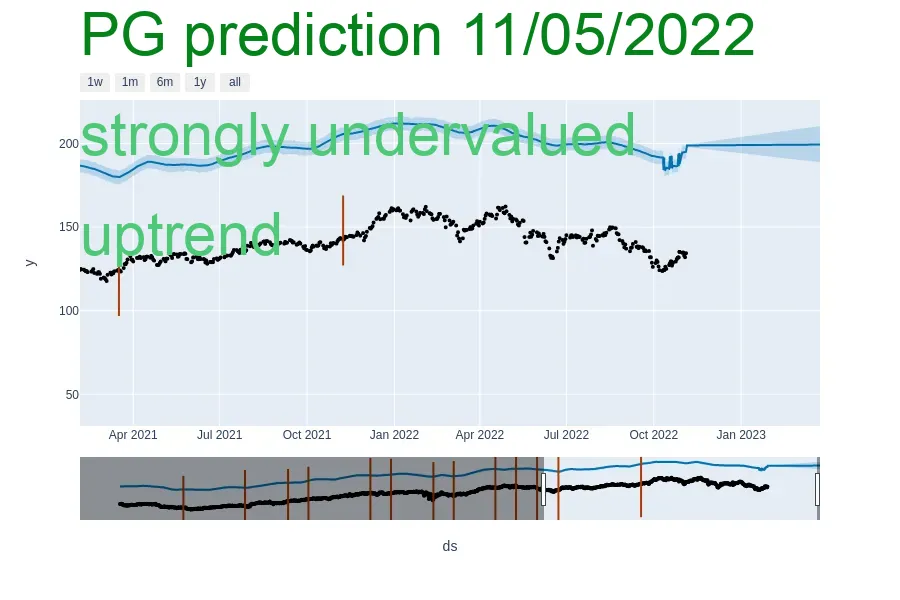 PG prediction 11/05/2022
1w 1m 6m 1y all
strongly undervalued
uptrend
200
150
100
50
y
Apr 2021 Jul 2021 Oct 2021 Jan 2022 Apr 2022 Jul 2022 Oct 2022 Jan 2023
ds